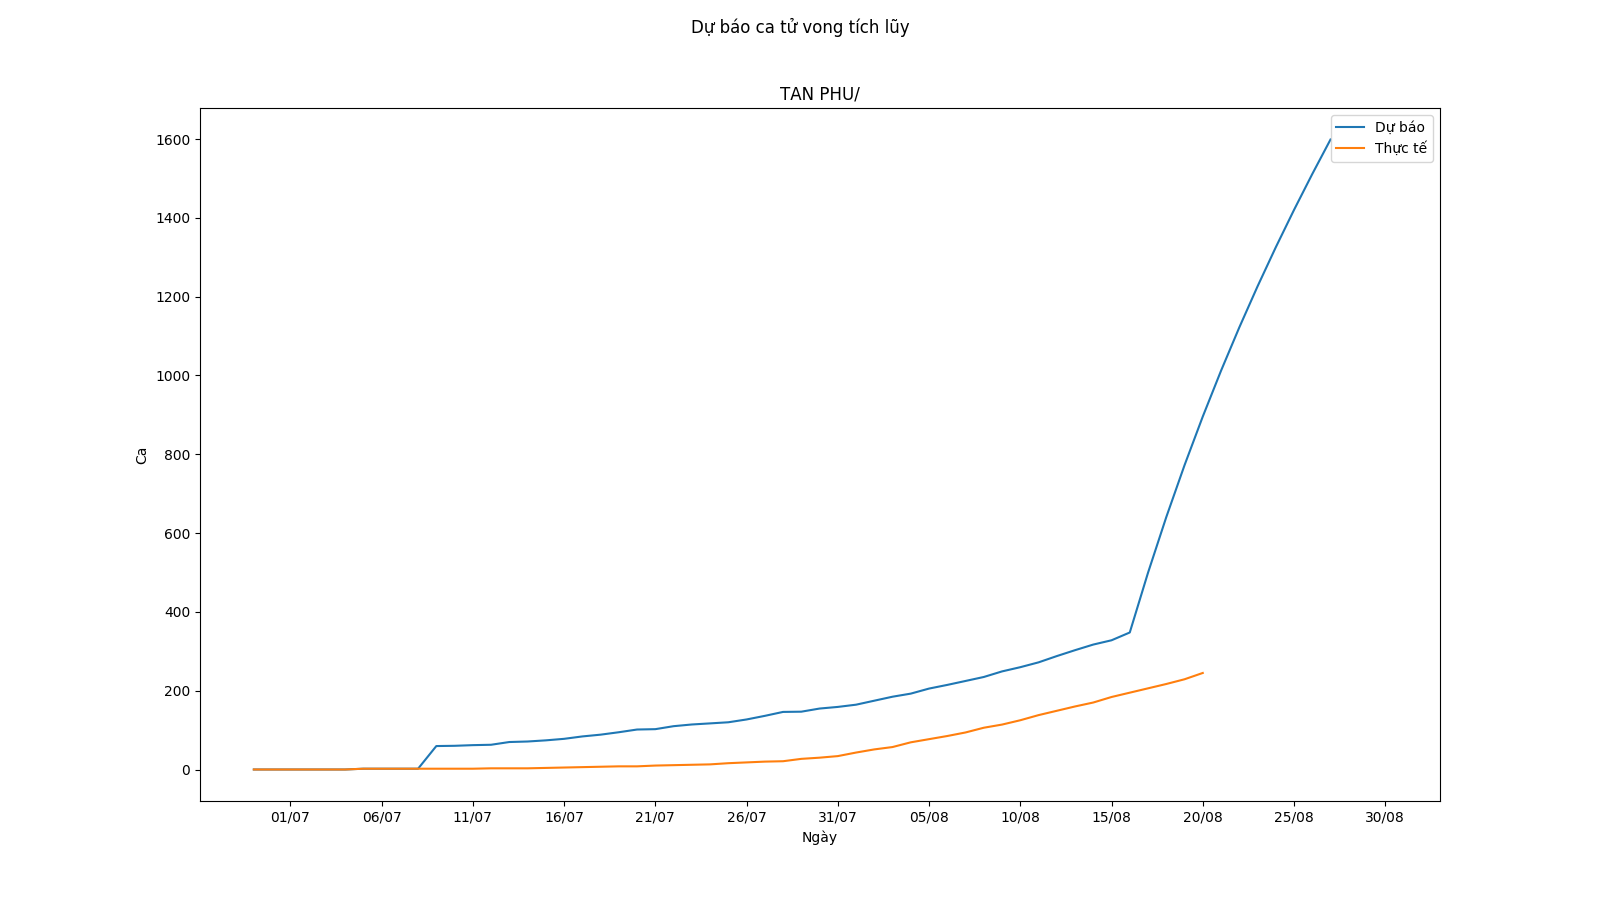 Dự báo ca tử vong tích lũy
TAN PHU/
1600
1400
1200
1000
800
600
400
200
0
Ca
Dự báo
Thực tế
01/07 06/07 11/07 16/07 21/07 26/07 31/07 05/08 10/08 15/08 20/08 25/08 30/08
Ngày